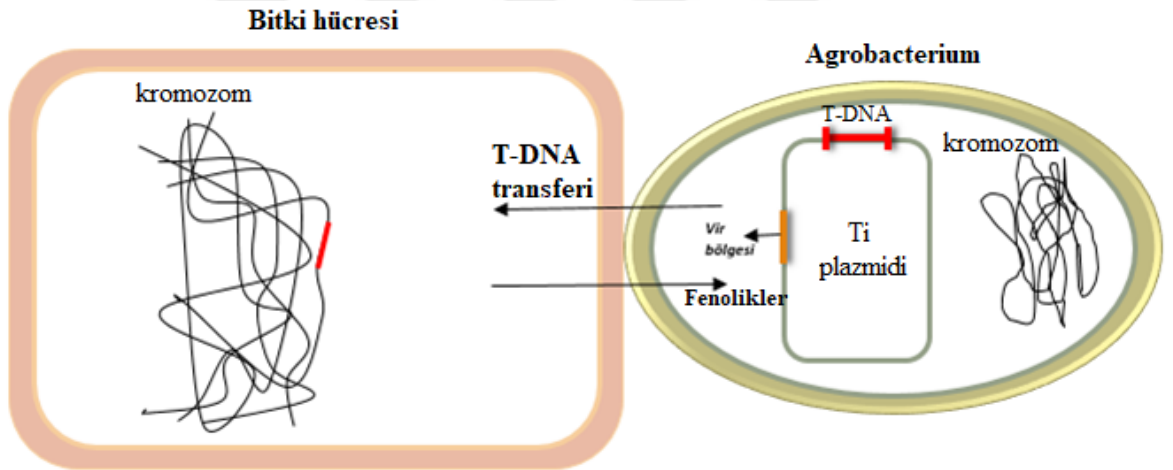 Bitki hücresi
Agrobacterium
kromozom
T-DNA
kromozom
T-DNA
transferi
Vir
bölgesi
Ti
plazmidi
Fenolikler